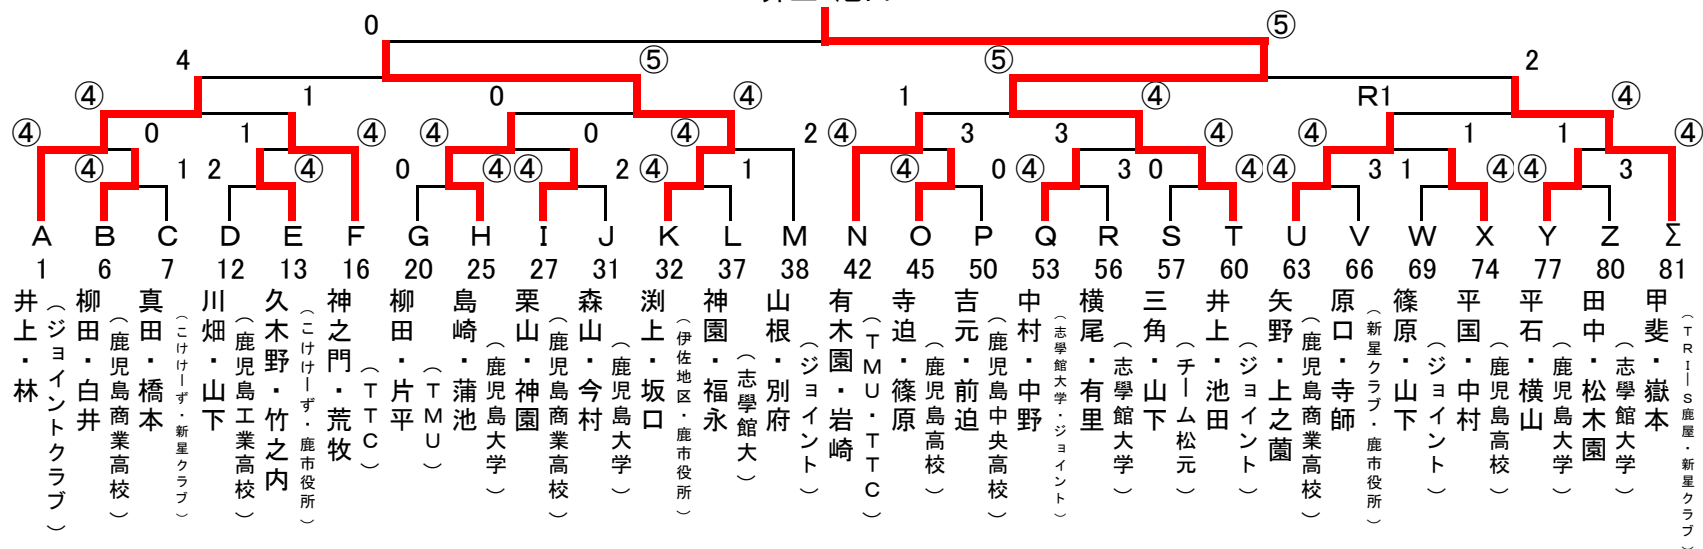 0 ⑤
4 ⑤ ⑤ 2
④ 1 0 ④ 1 ④ R1 ④
④ 0 1 ④ ④ 0 ④ 2 ④ 3 3 ④ ④ 1 1 ④
④ 1 2 ④ 0 ④ ④ 2 ④ 1 ④ 0 ④ 3 0 ④ ④ 3 1 ④ ④ 3
A B C D E F G H I J K L M N O P Q R S T U V W X Y Z Σ
1 6 7 12 13 16 20 25 27 31 32 37 38 42 45 50 53 56 57 60 63 66 69 74 77 80 81
井上・林 (ジョイントクラブ)
柳田・白井 (鹿児島商業高校)
真田・橋本 (こけけーず・新星クラブ)
川畑・山下 (鹿児島工業高校)
久木野・竹之内 (こけけーず・鹿市役所)
神之門・荒牧 (TTC)
柳田・片平 (TMU)
島崎・蒲池 (鹿児島大学)
栗山・神園 (鹿児島商業高校)
森山・今村 (鹿児島大学)
渕上・坂口 (伊佐地区・鹿市役所)
神園・福永 (志學館大)
山根・別府 (ジョイント)
有木園・岩崎 (TMU・TTC)
寺迫・篠原 (鹿児島高校)
吉元・前迫 (鹿児島中央高校)
中村・中野 (志學館大学・ジョイント)
横尾・有里 (志學館大学)
三角・山下 (チーム松元)
井上・池田 (ジョイント)
矢野・上之薗 (鹿児島商業高校)
原口・寺師 (新星クラブ・鹿市役所)
篠原・山下 (ジョイント)
平国・中村 (鹿児島高校)
平石・横山 (鹿児島大学)
田中・松木園 (志學館大学)
甲斐・嶽本 (TRI-S鹿屋・新星クラブ)